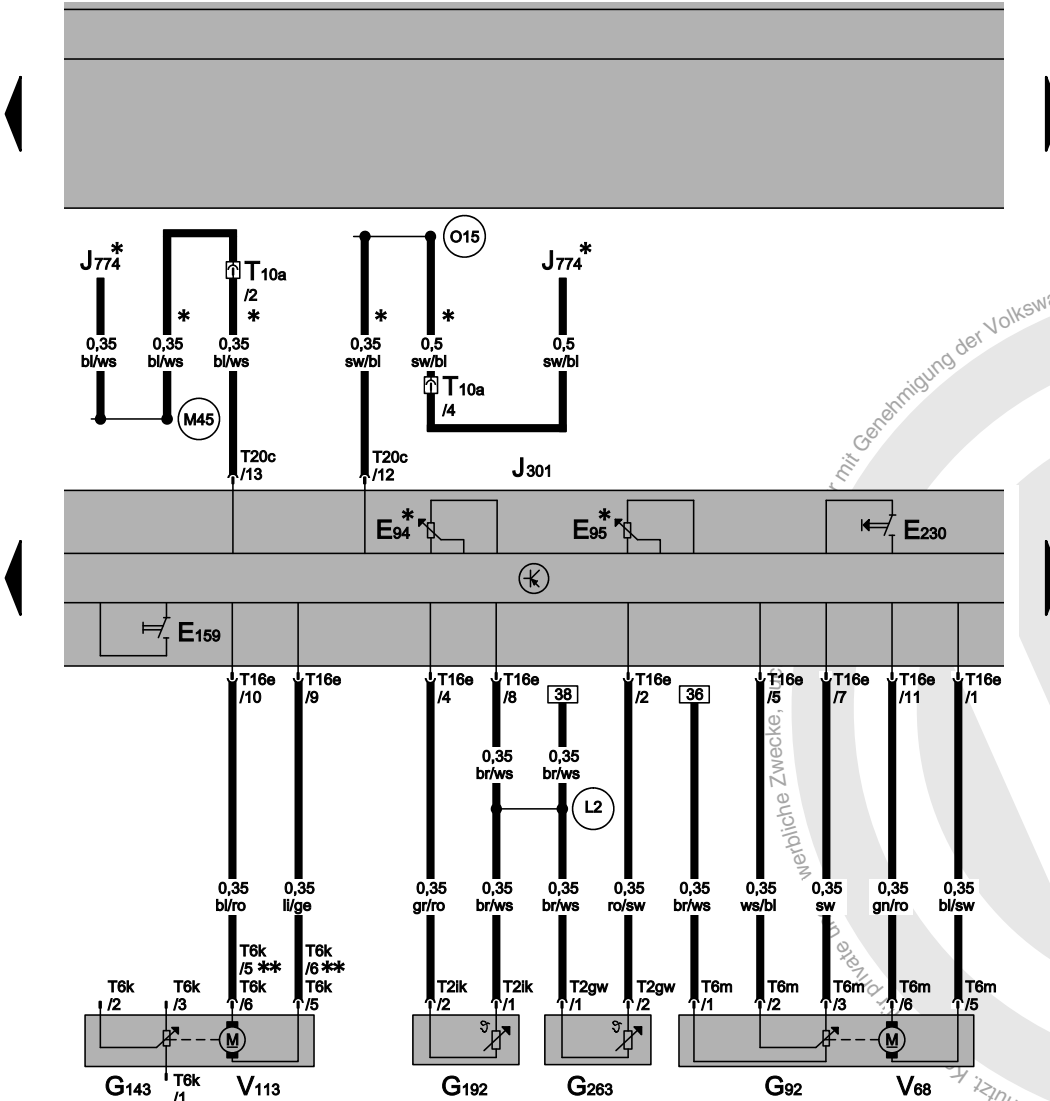 O15
J774* J774*
T10a
/2
* * * *
0,35 0,35 0,35 0,35 0,5 0,5
bl/ws bl/ws bl/ws sw/bl sw/bl sw/bl
T10a
/4
M45
T20c T20c
/13 /12
J301
E94* E95* E230
E159
T16e T16e T16e T16e T16e T16e T16e T16e T16e
/10 /9 /4 /8 38 /2 36 /5 /7 /11 /1
0,35 0,35
br/ws br/ws
L2
0,35 0,35 0,35 0,35 0,35 0,35 0,35 0,35 0,35 0,35 0,35
bl/ro li/ge gr/ro br/ws br/ws ro/sw br/ws ws/bl sw gn/ro bl/sw
T6k T6k
/5 ** /6 **
T6k T6k T6k T6k T2ik T2ik T2gw T2gw T6m T6m T6m T6m T6m
/2 /3 /6 /5 /2 /1 /1 /2 /1 /2 /3 /6 /5
M ϑ ϑ M
G143 T6k V113 G192 G263 G92 V68
/1
mit Genehmigung der Volkswa
werbliche Zwecke,
private u